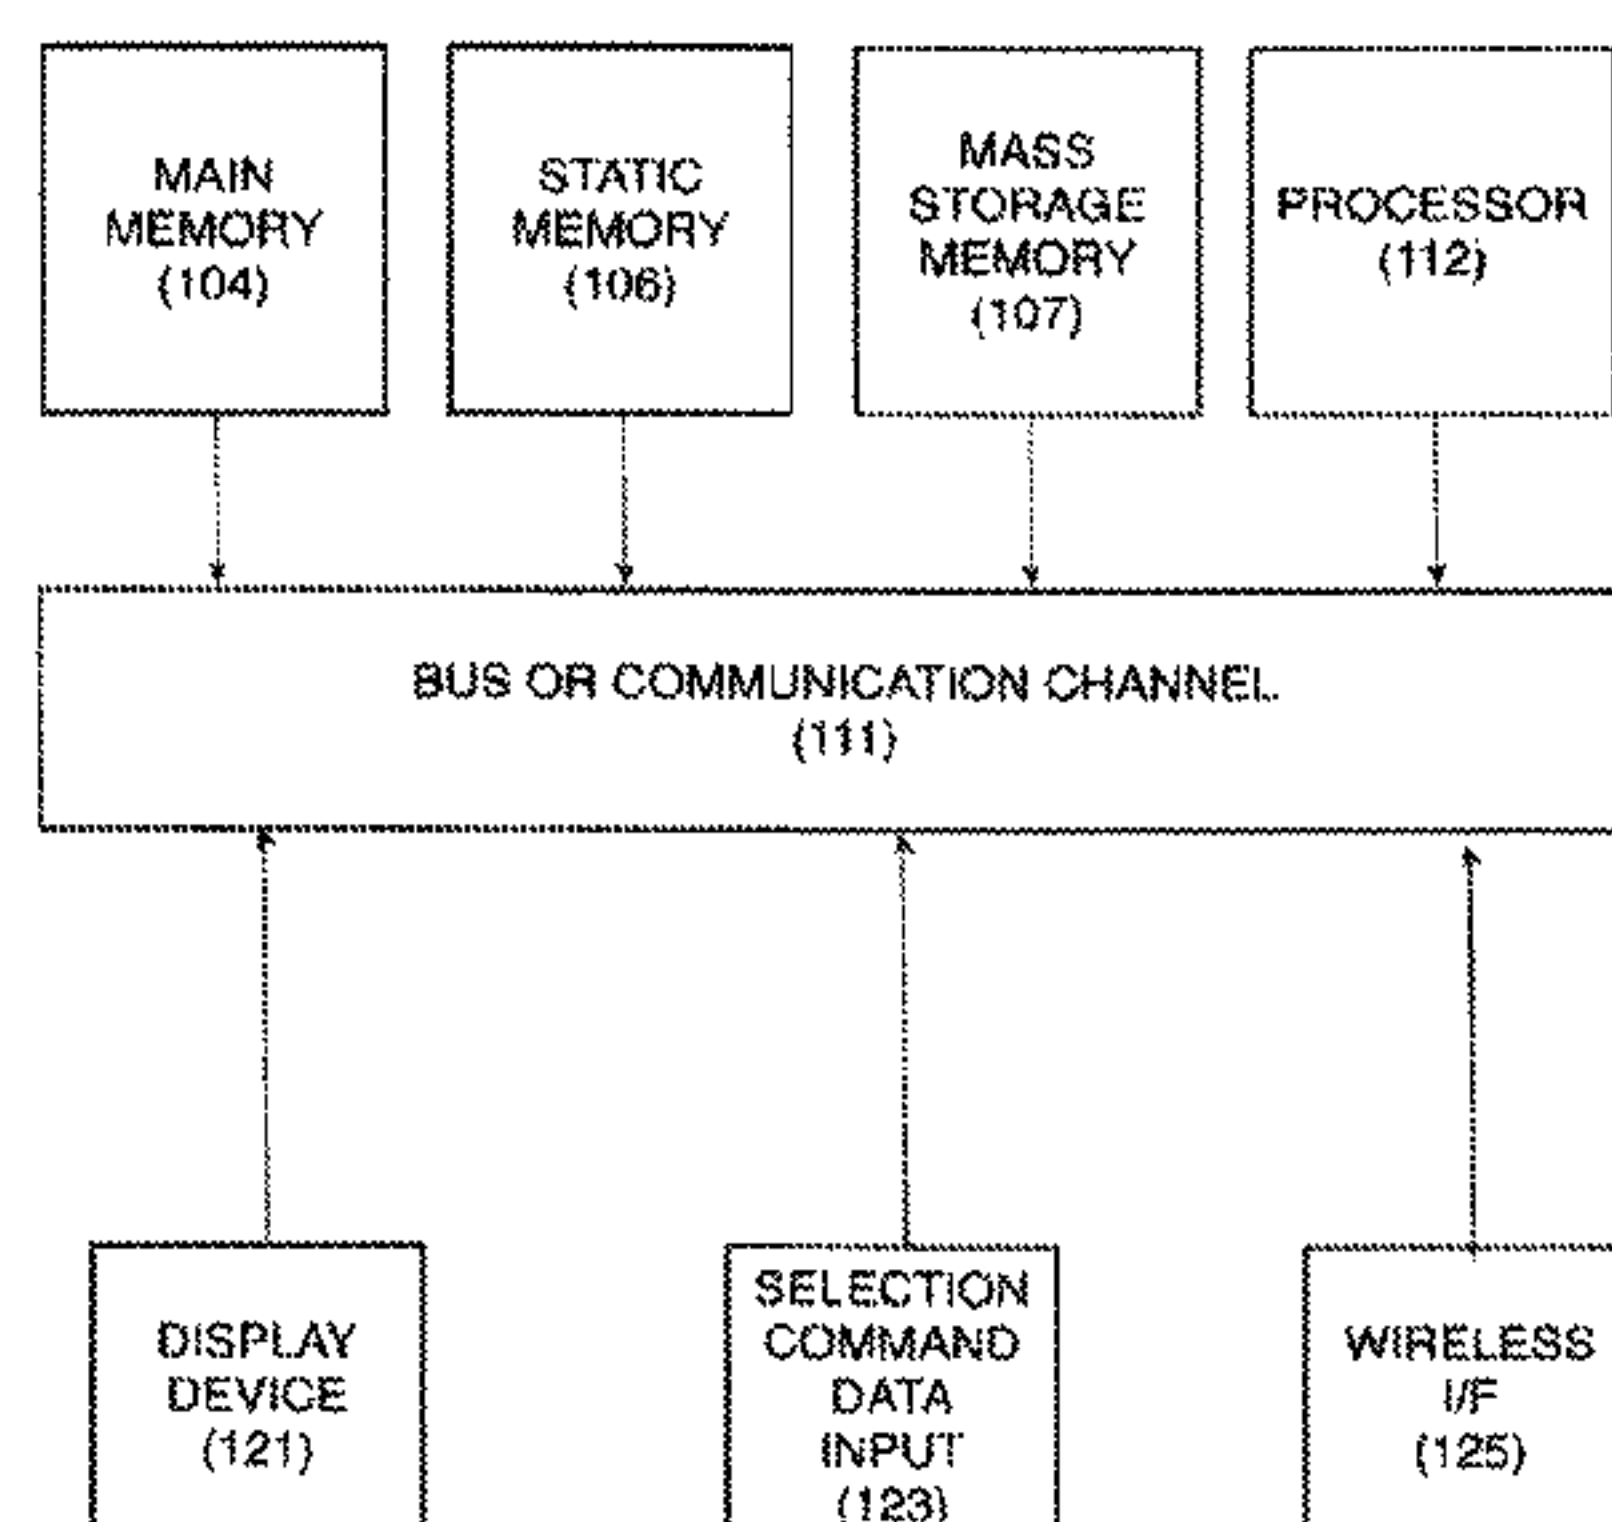 MAIN
MEMORY
(104)
STATIC
MEMORY
(106)
MASS
STORAGE
MEMORY
(107)
PROCESSOR
(112)
BUS OR COMMUNICATION CHANNEL
(111)
DISPLAY
DEVICE
(121)
SELECTION
COMMAND
DATA
INPUT
(123)
WIRELESS
I/F
(125)